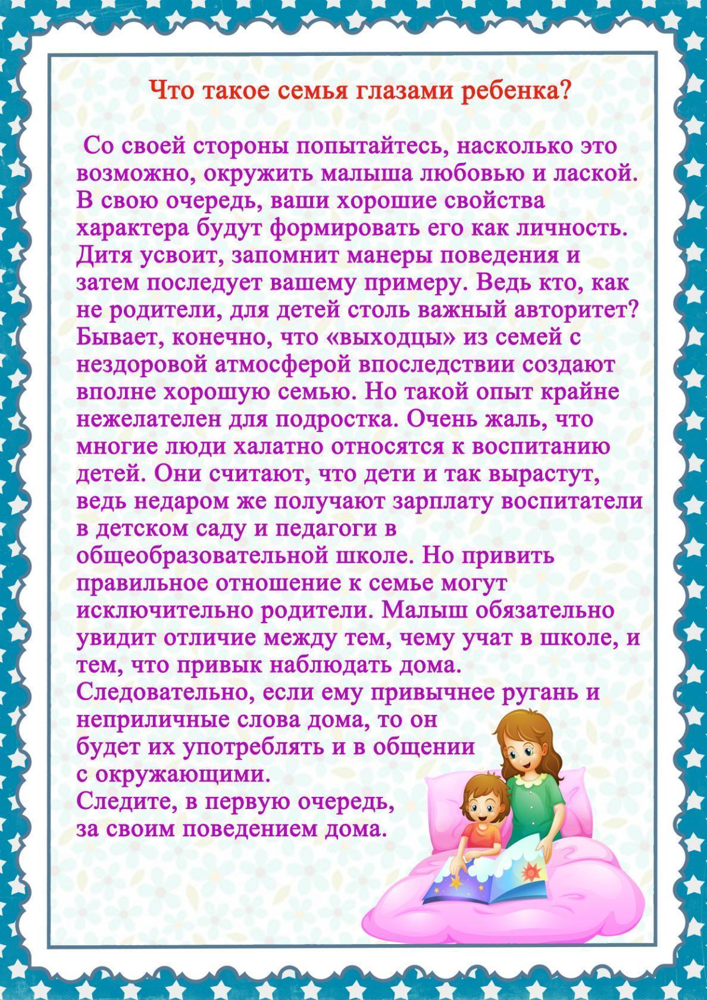 Что такое семья глазами ребенка?
Со своей стороны попытайтесь, насколько это
возможно, окружить малыша любовью и лаской.
В свою очередь, ваши хорошие свойства
характера будут формировать его как личность.
Дитя усвоит, запомнит манеры поведения и
затем последует вашему примеру. Ведь кто, как
не родители, для детей столь важный авторитет?
Бывает, конечно, что «выходцы» из семей с
нездоровой атмосферой впоследствии создают
вполне хорошую семью. Но такой опыт крайне
нежелателен для подростка. Очень жаль, что
многие люди халатно относятся к воспитанию
детей. Они считают, что дети и так вырастут,
ведь недаром же получают зарплату воспитатели
в детском саду и педагоги в
общеобразовательной школе. Но привить
правильное отношение к семье могут
исключительно родители. Малыш обязательно
увидит отличие между тем, чему учат в школе, и
тем, что привык наблюдать дома.
Следовательно, если ему привычнее ругань и
неприличные слова дома, то он
будет их употреблять и в общении
с окружающими.
Следите, в первую очередь,
за своим поведением дома.